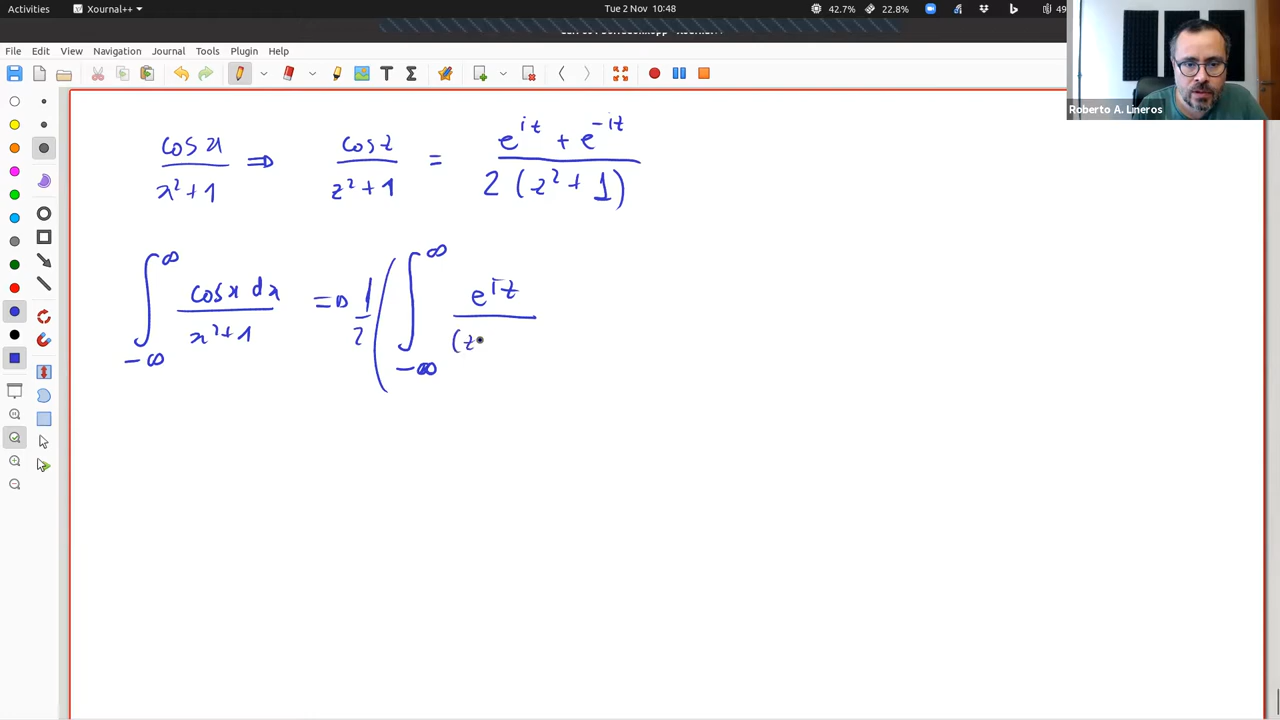 Activities Xournal++ Tue 2 Nov 10:48 42.7% 22.8%
File Edit View Navigation Journal Tools Plugin Help
Roberto A. Lineros
cos x / x² + 1 ⇒ cos z / z² + 1 = e^{iz} + e^{-iz} / 2 (z² + 1)
∫_{-∞}^{∞} cos x dx / x² + 1 ⇒ 1/2 ( ∫_{-∞}^{∞} e^{iz} / (z